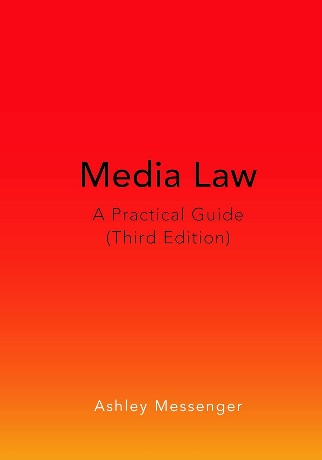 Media Law
A Practical Guide
(Third Edition)
Ashley Messenger